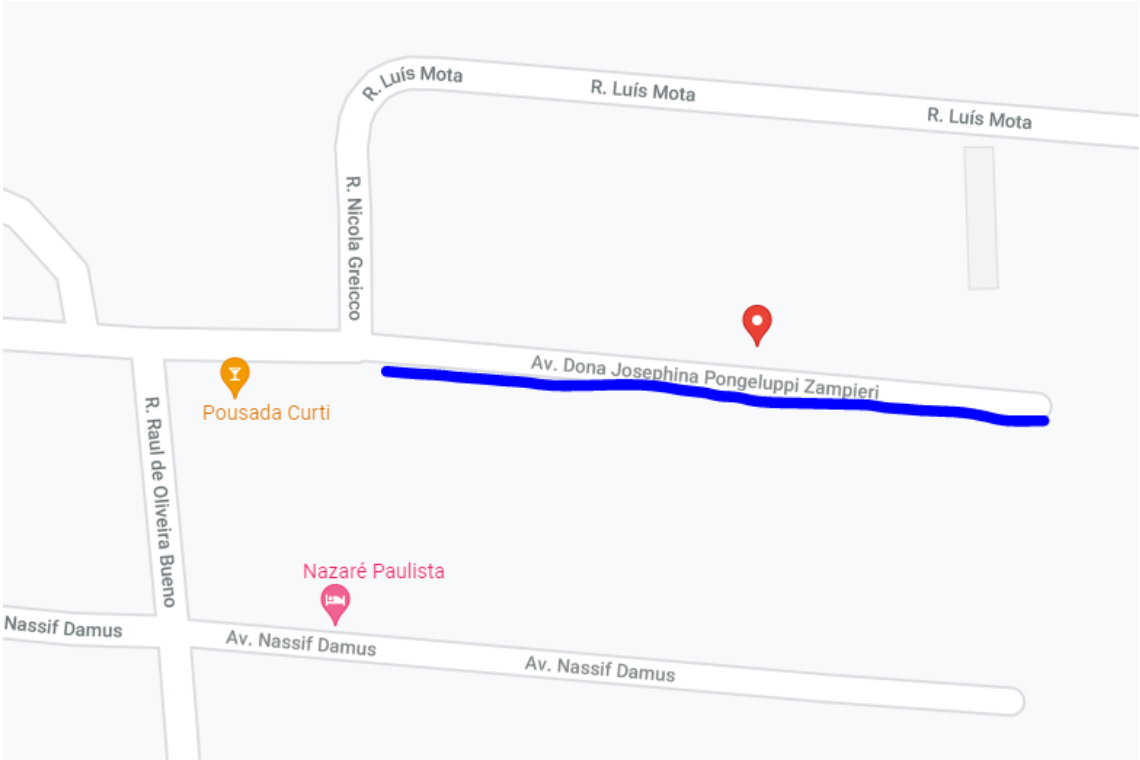 R. Luís Mota
R. Luís Mota
R. Luís Mota
R. Nicola Greicco
Av. Dona Josephina Pongeluppi Zampieri
Pousada Curti
R. Raul de Oliveira Bueno
Nazaré Paulista
Nassif Damus
Av. Nassif Damus
Av. Nassif Damus